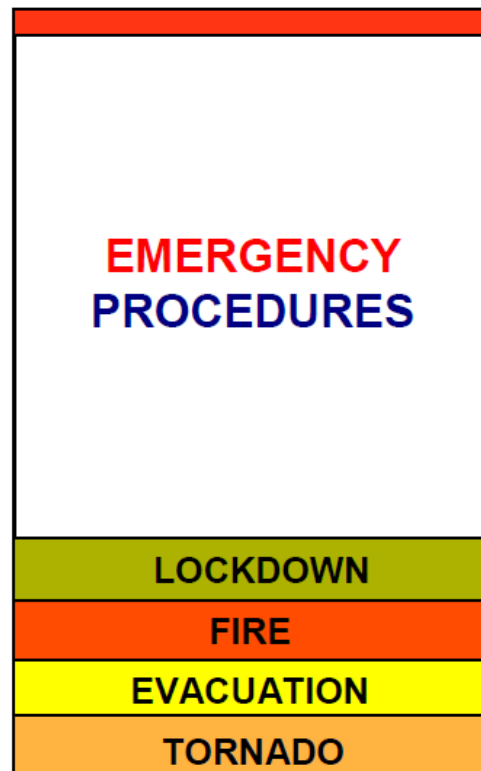 EMERGENCY
PROCEDURES
LOCKDOWN
FIRE
EVACUATION
TORNADO